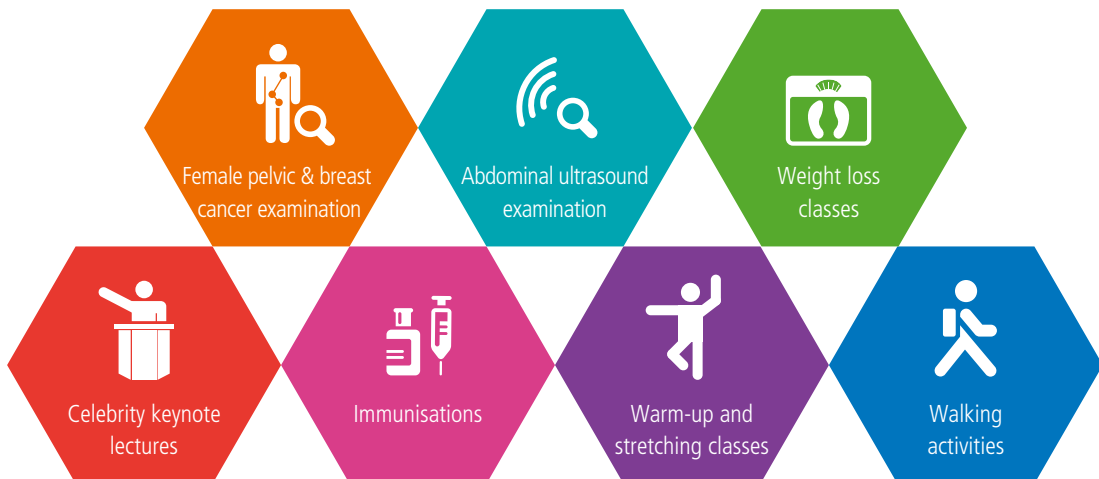 Female pelvic & breast
cancer examination
Abdominal ultrasound
examination
Weight loss
classes
Celebrity keynote
lectures
Immunisations
Warm-up and
stretching classes
Walking
activities